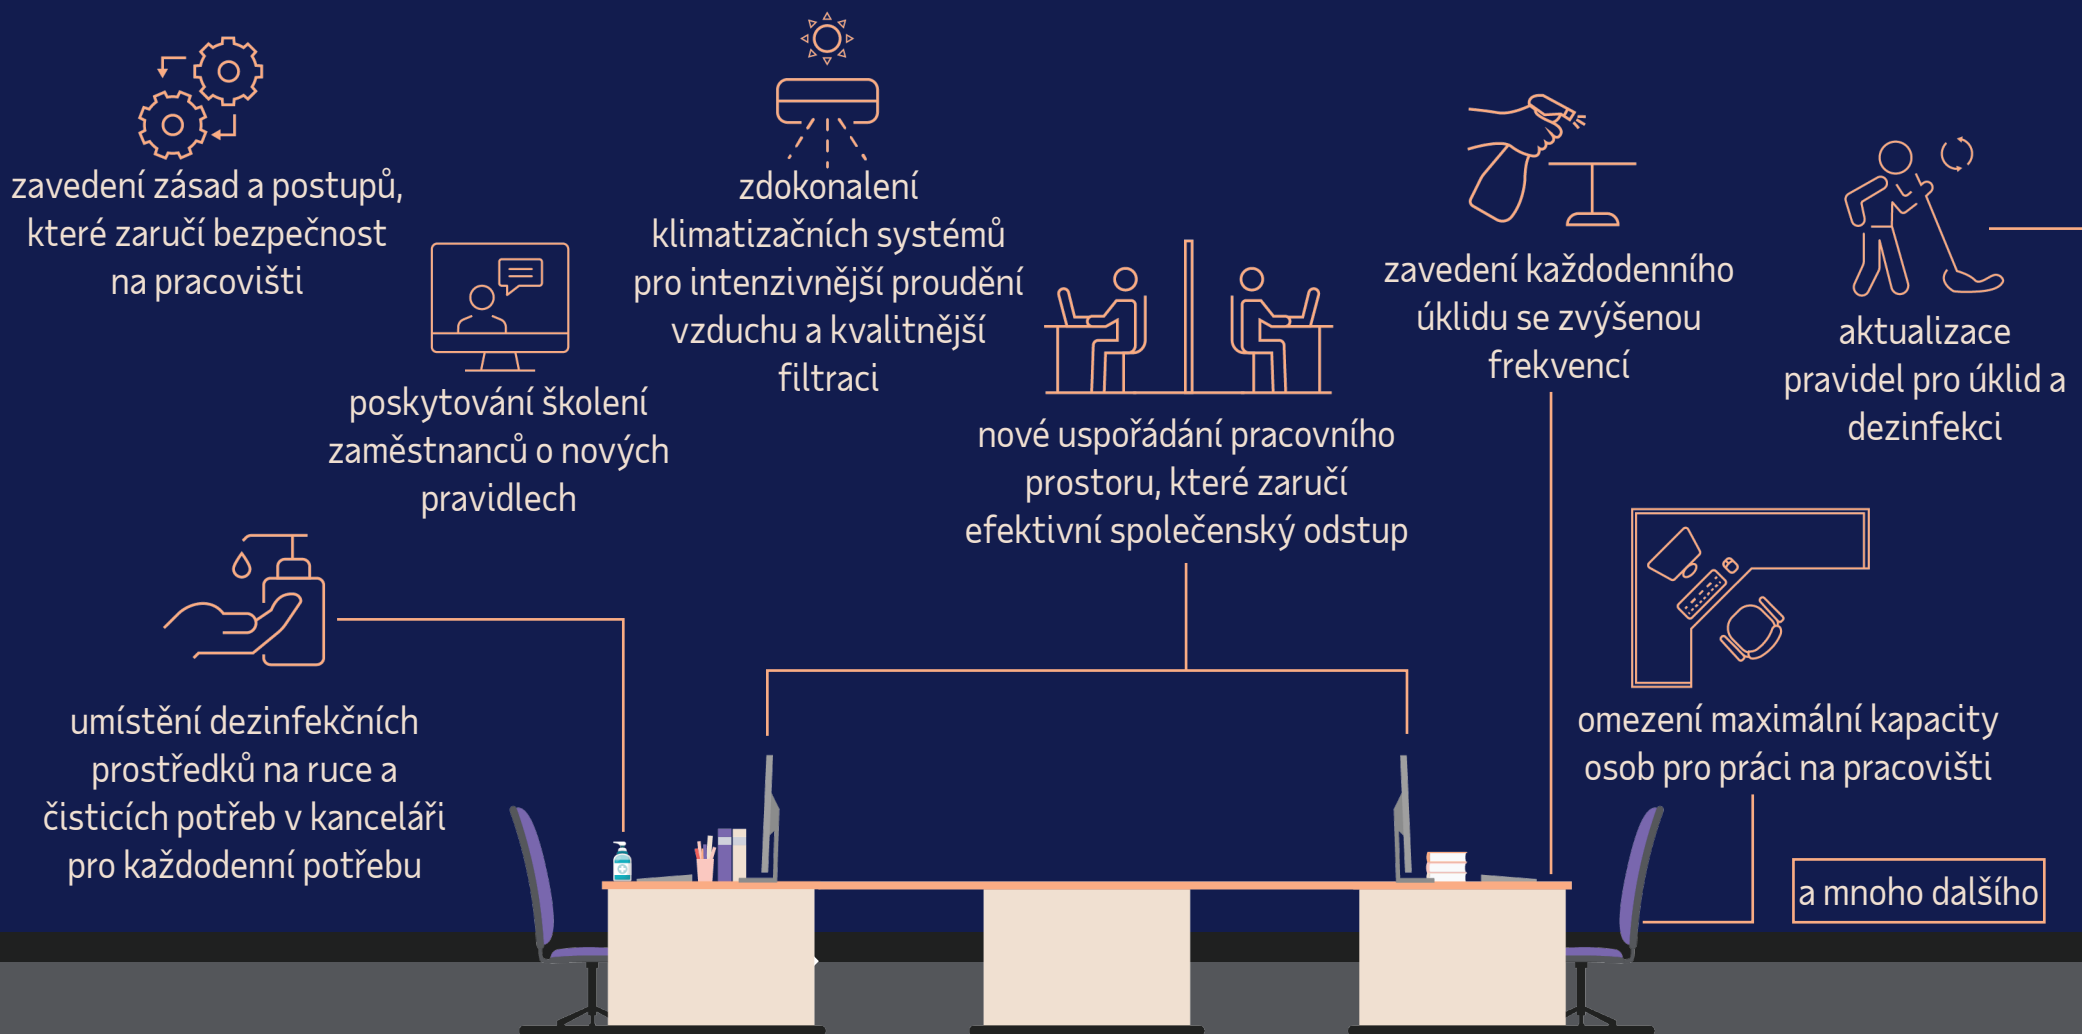 zavedení zásad a postupů,
které zaručí bezpečnost
na pracovišti
poskytování školení
zaměstnanců o nových
pravidlech
zdokonalení
klimatizačních systémů
pro intenzivnější proudění
vzduchu a kvalitnější
filtraci
nové uspořádání pracovního
prostoru, které zaručí
efektivní společenský odstup
zavedení každodenního
úklidu se zvýšenou
frekvencí
aktualizace
pravidel pro úklid a
dezinfekci
umístění dezinfekčních
prostředků na ruce a
čisticích potřeb v kanceláři
pro každodenní potřebu
omezení maximální kapacity
osob pro práci na pracovišti
a mnoho dalšího